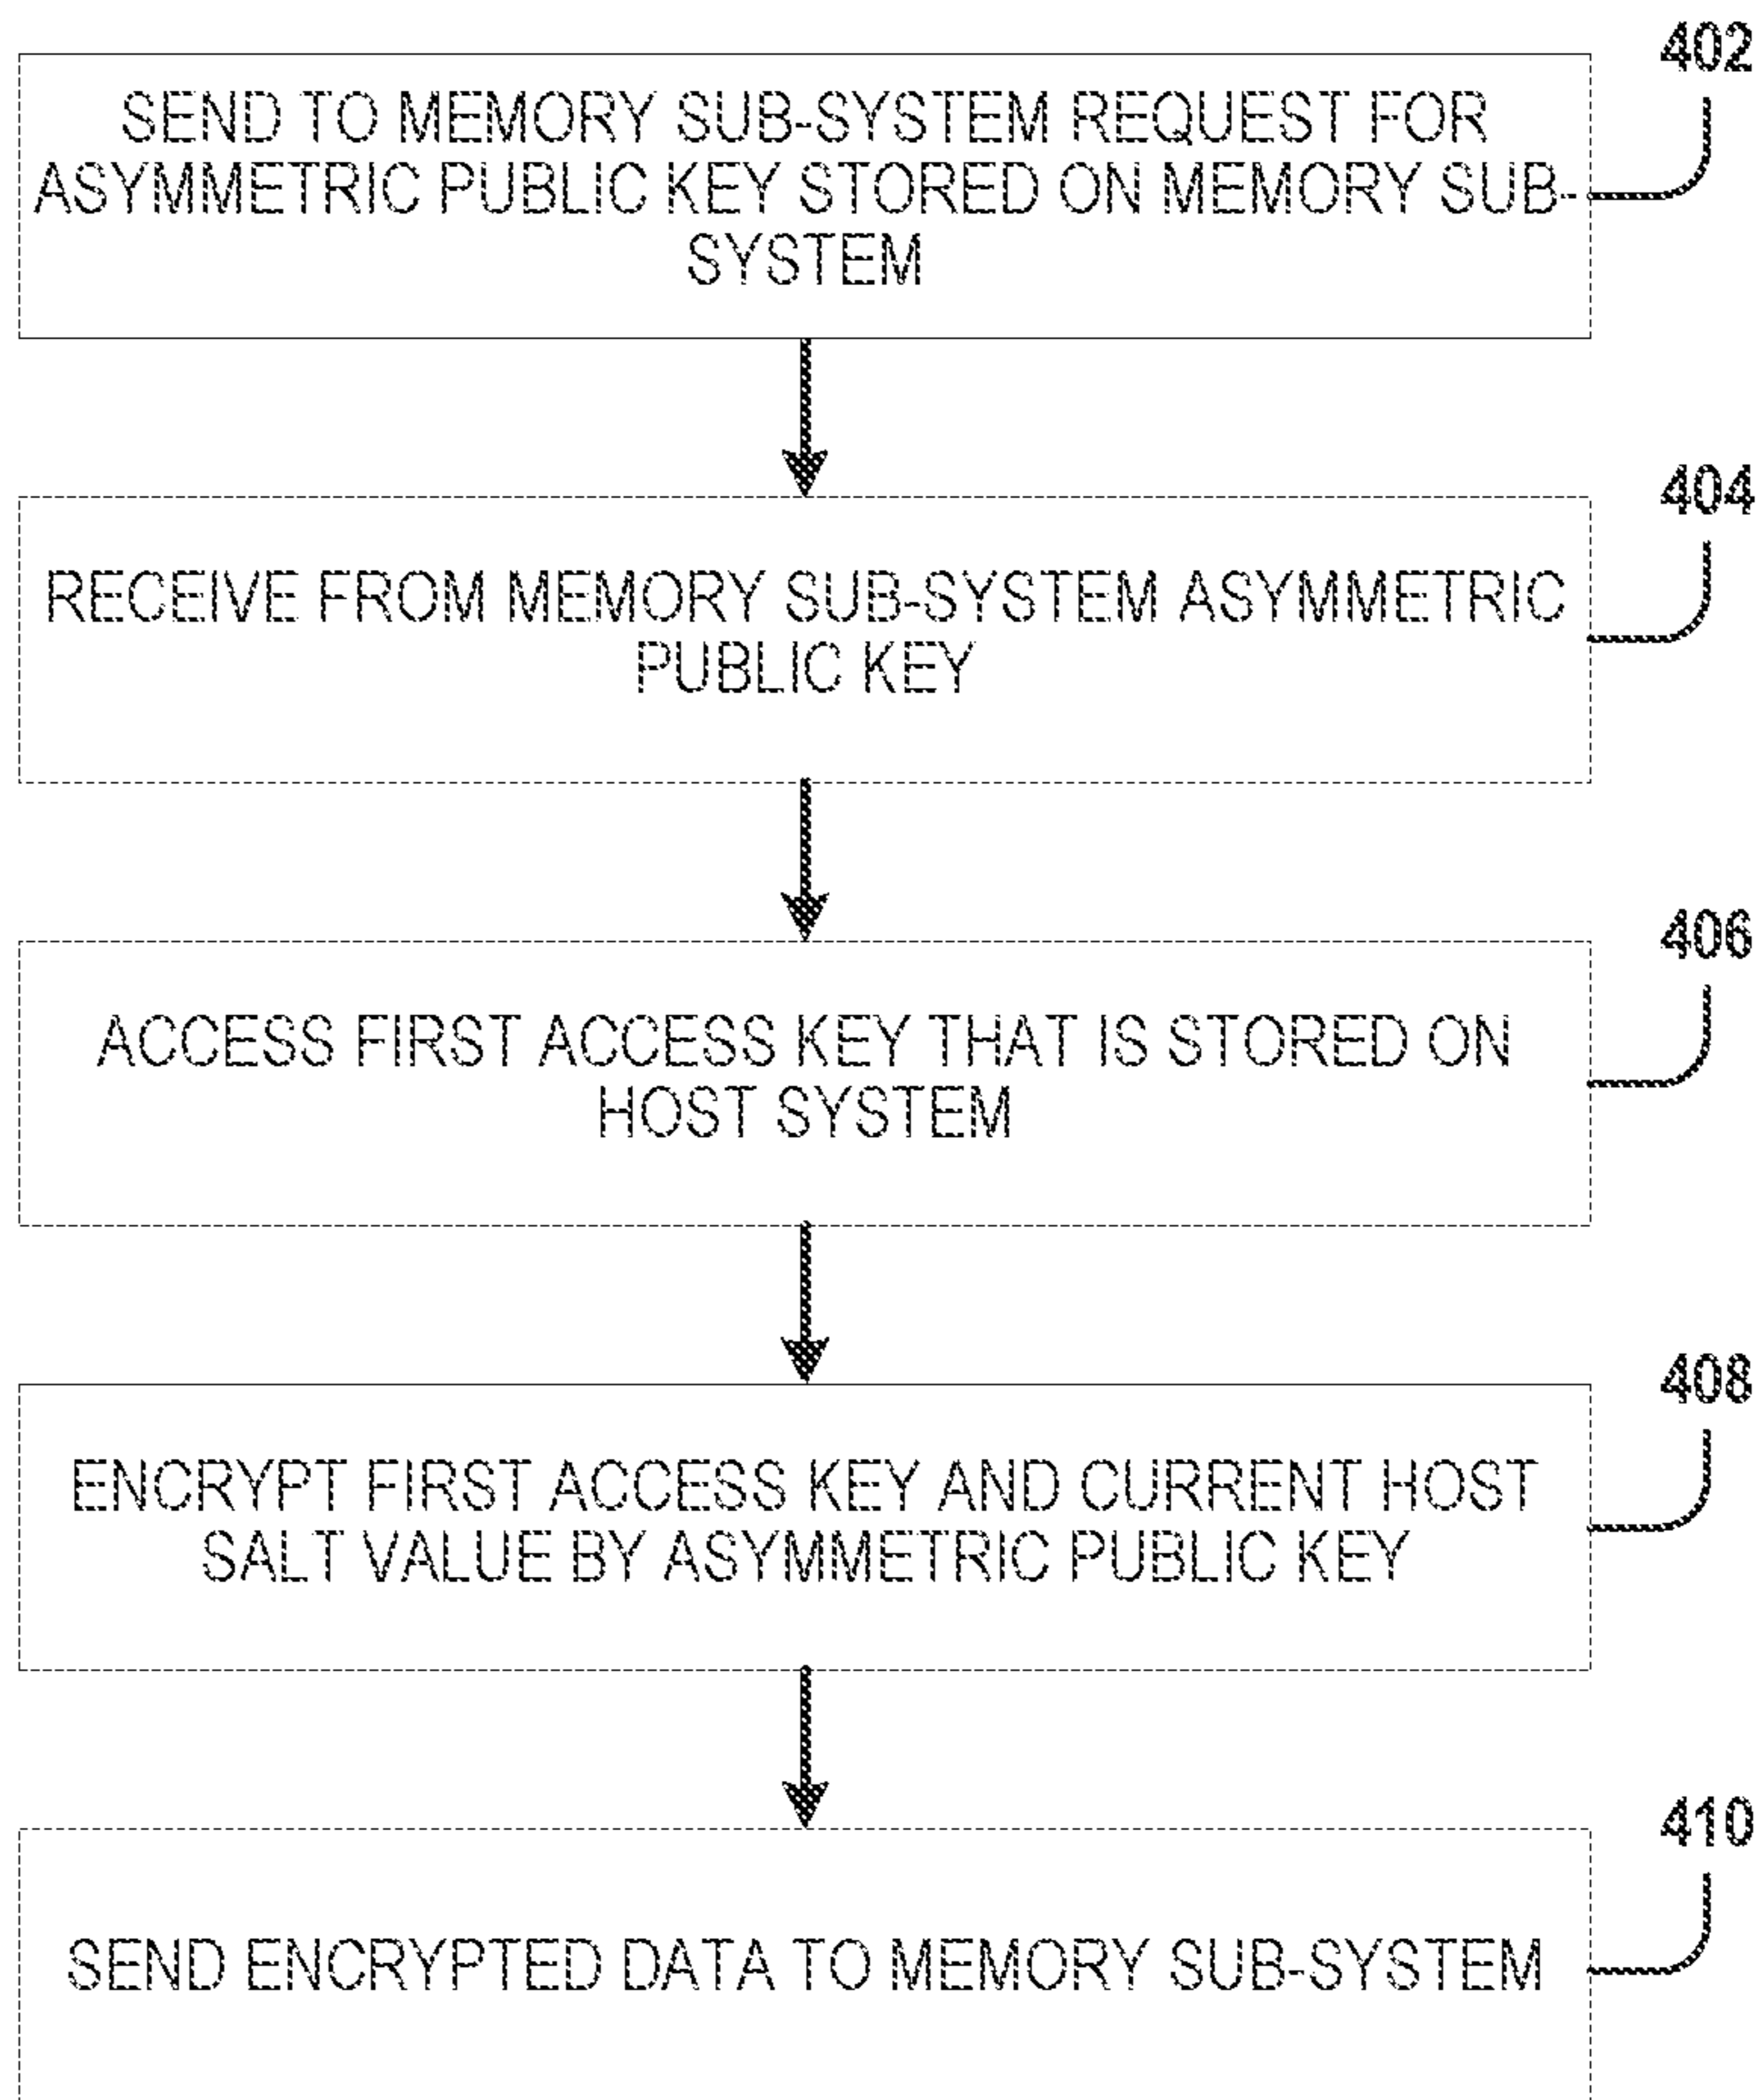 402
SEND TO MEMORY SUB-SYSTEM REQUEST FOR
ASYMMETRIC PUBLIC KEY STORED ON MEMORY SUB-
SYSTEM
404
RECEIVE FROM MEMORY SUB-SYSTEM ASYMMETRIC
PUBLIC KEY
406
ACCESS FIRST ACCESS KEY THAT IS STORED ON
HOST SYSTEM
408
ENCRYPT FIRST ACCESS KEY AND CURRENT HOST
SALT VALUE BY ASYMMETRIC PUBLIC KEY
410
SEND ENCRYPTED DATA TO MEMORY SUB-SYSTEM